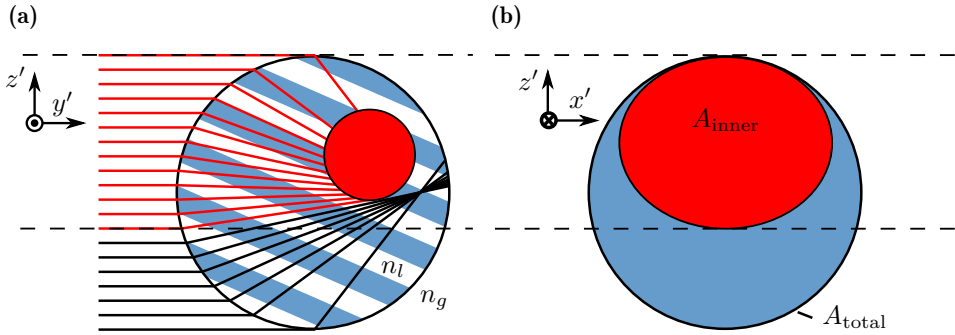 (a)
(b)
z′
y′
n_l
n_g
z′
x′
A_inner
A_total